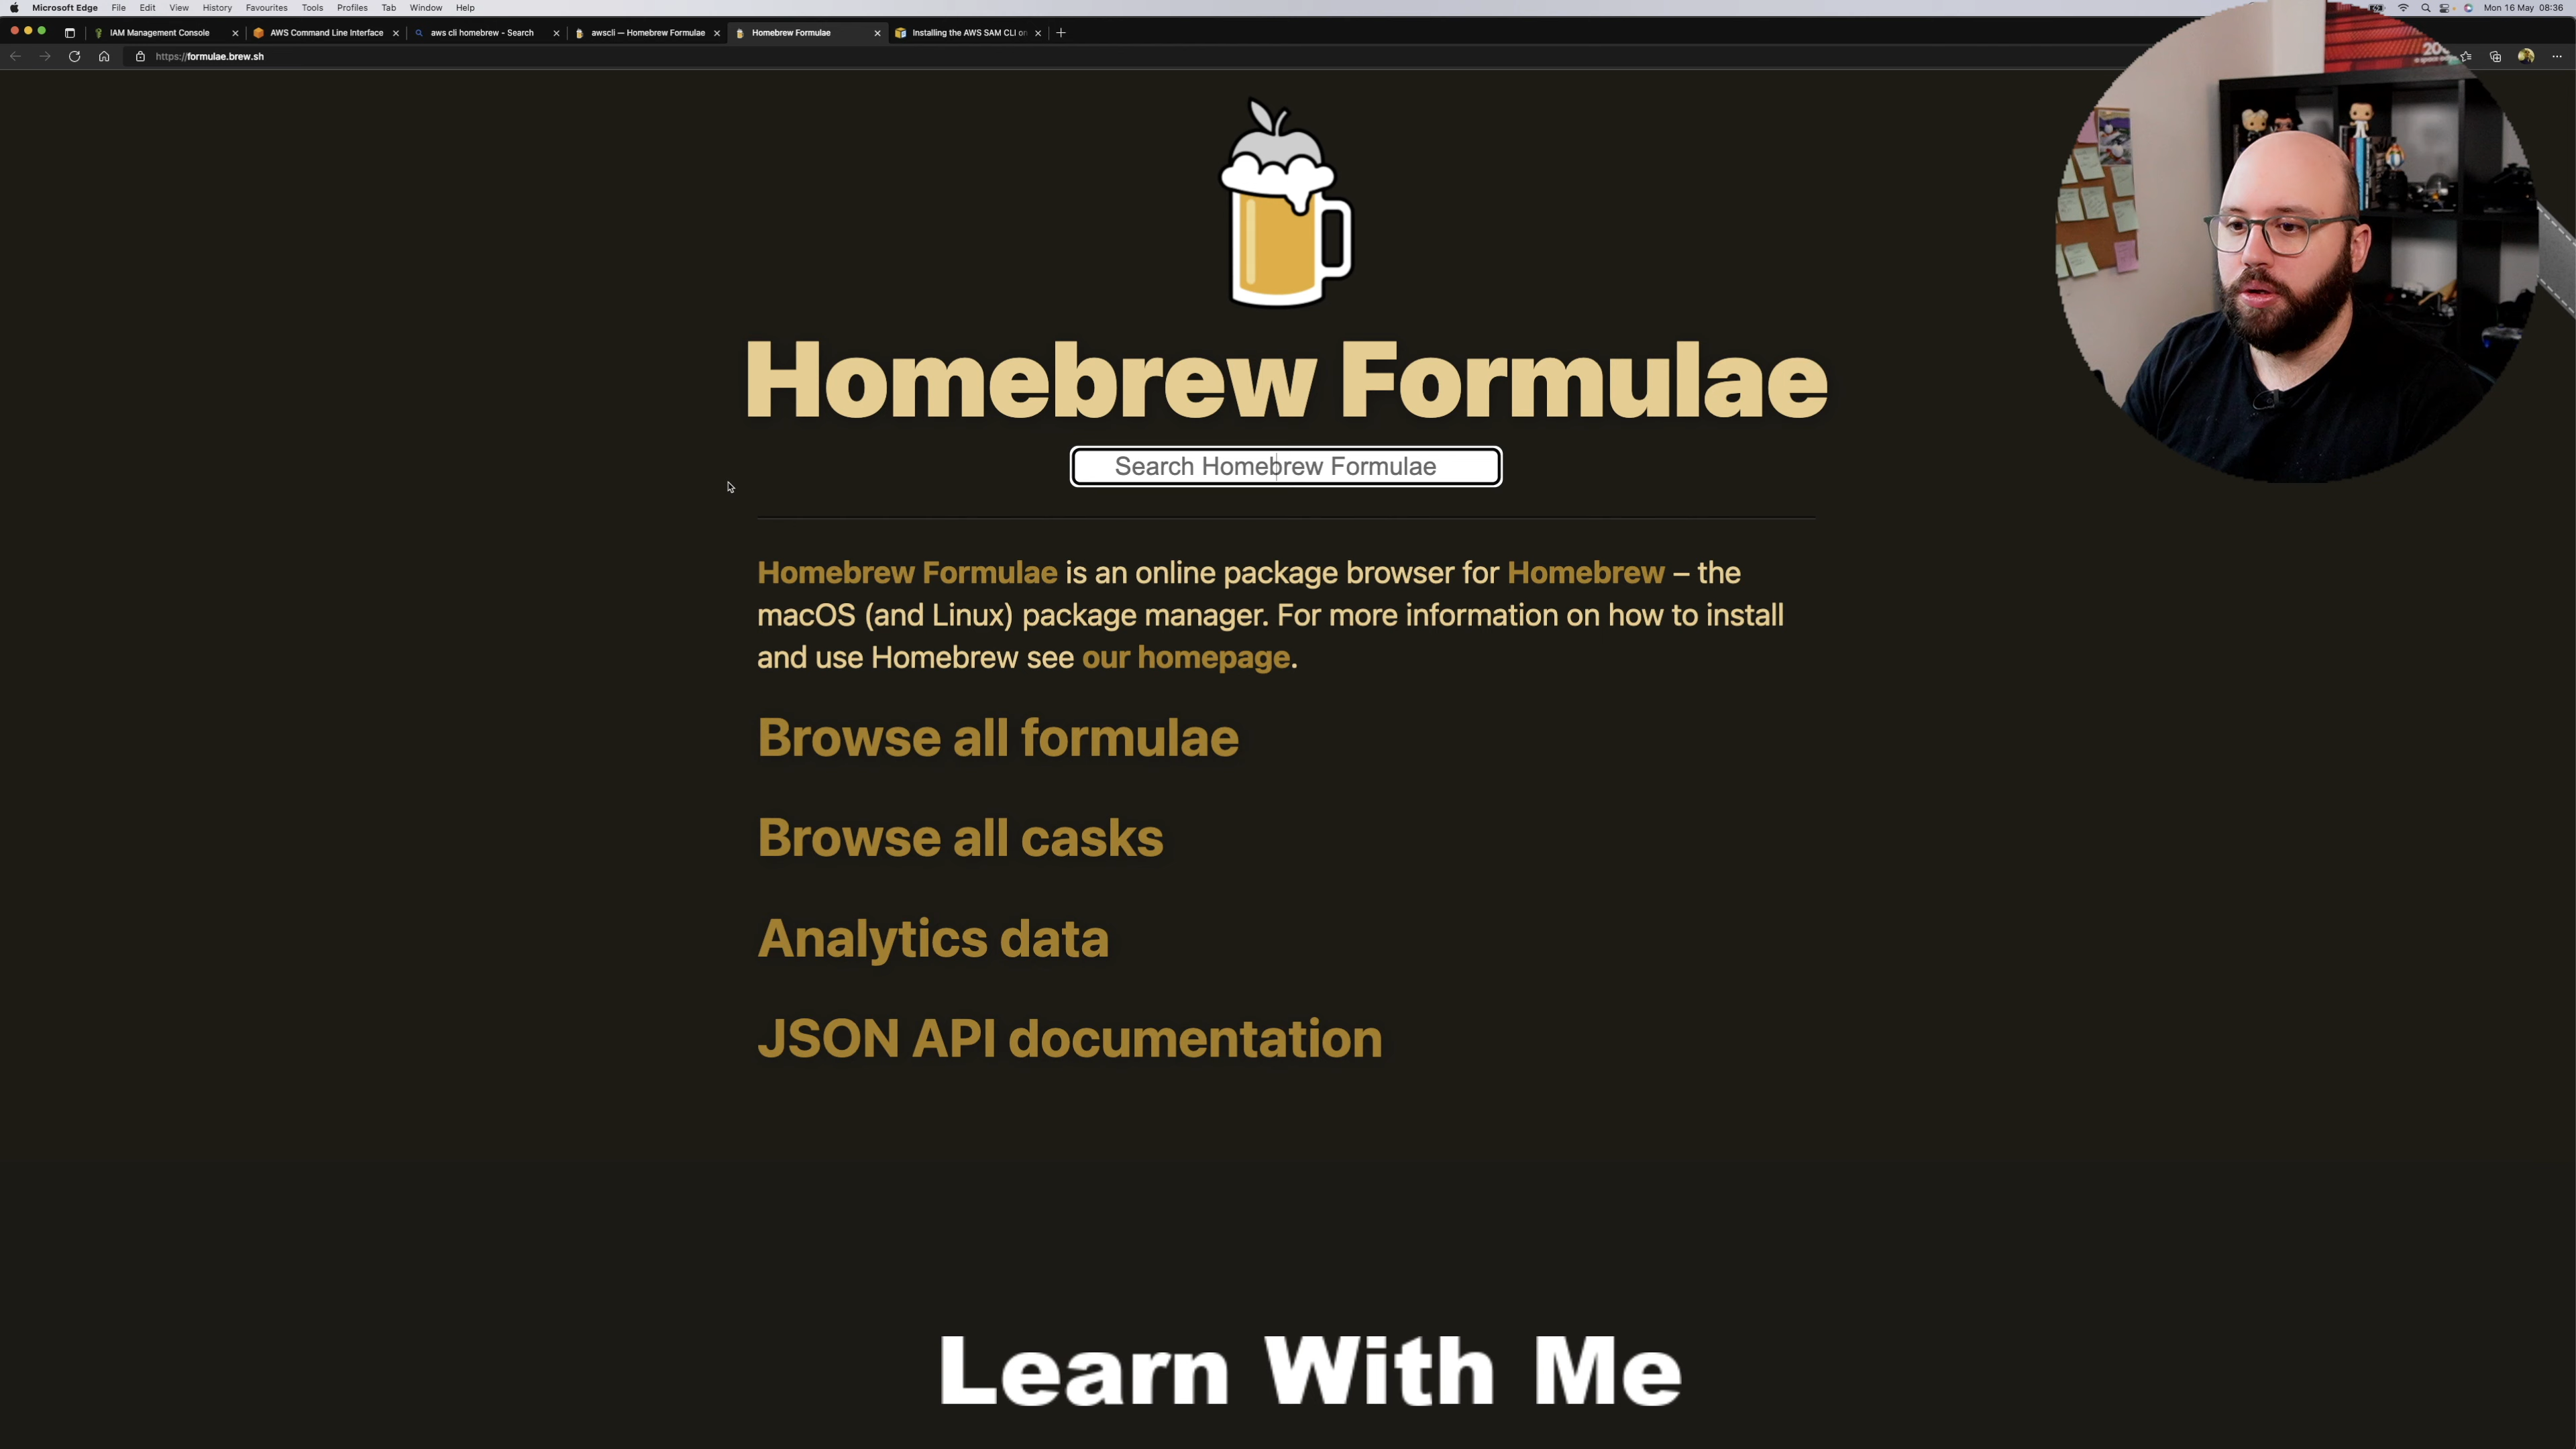 Microsoft Edge File Edit View History Favourites Tools Profiles Tab Window Help
Mon 16 May 08:36
IAM Management Console
AWS Command Line Interface
aws cli homebrew - Search
awscli — Homebrew Formulae
Homebrew Formulae
Installing the AWS SAM CLI on
https://formulae.brew.sh
Homebrew Formulae
Search Homebrew Formulae
Homebrew Formulae is an online package browser for Homebrew – the
macOS (and Linux) package manager. For more information on how to install
and use Homebrew see our homepage.
Browse all formulae
Browse all casks
Analytics data
JSON API documentation
Learn With Me